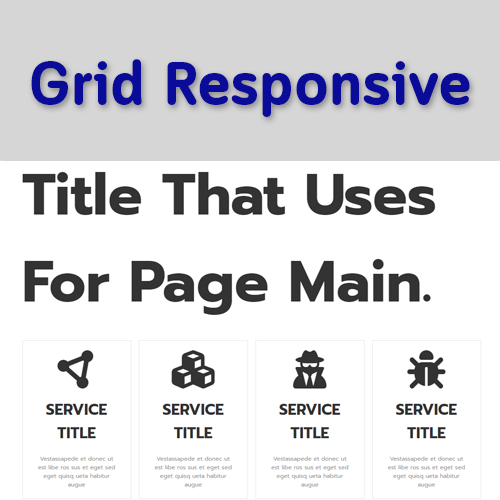 Grid Responsive
Title That Uses
For Page Main.
SERVICE
TITLE
Vestassapede et donec ut
est libe ros sus et eget sed
eget quisq ueta habitur
augue
SERVICE
TITLE
Vestassapede et donec ut
est libe ros sus et eget sed
eget quisq ueta habitur
augue
SERVICE
TITLE
Vestassapede et donec ut
est libe ros sus et eget sed
eget quisq ueta habitur
augue
SERVICE
TITLE
Vestassapede et donec ut
est libe ros sus et eget sed
eget quisq ueta habitur
augue